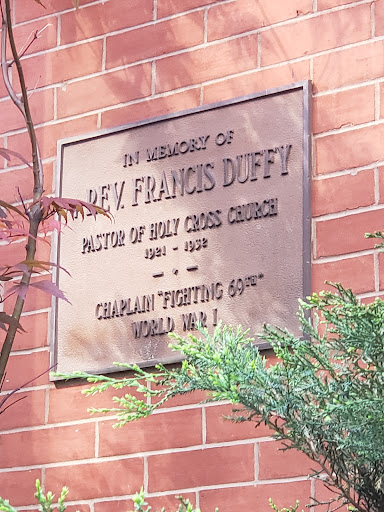 IN MEMORY OF
REV. FRANCIS DUFFY
PASTOR OF HOLY CROSS CHURCH
1921 - 1932
CHAPLAIN "FIGHTING 69TH"
WORLD WAR I